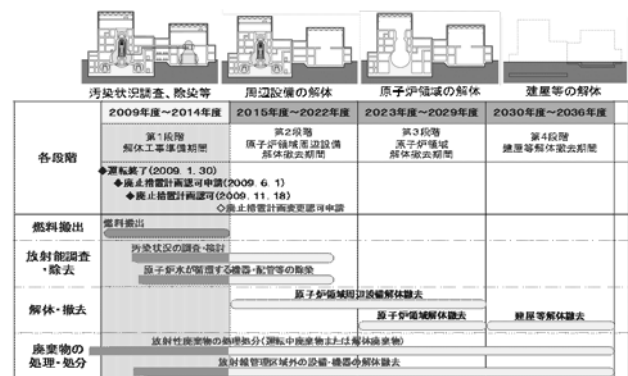 汚染状況調査、除染等
周辺設備の解体
原子炉領域の解体
建屋等の解体
2009年度～2014年度
2015年度～2022年度
2023年度～2029年度
2030年度～2036年度
各段階
第1段階
解体工事準備期間
第2段階
原子炉領域周辺設備
解体撤去期間
第3段階
原子炉領域
解体撤去期間
第4段階
建屋等解体撤去期間
◆運転終了(2009. 1. 30)
◆廃止措置計画認可申請(2009. 6. 1)
◆廃止措置計画認可(2009. 11. 18)
◇廃止措置計画変更認可申請
燃料搬出
燃料搬出
放射能調査
・除去
汚染状況の調査・検討
原子炉水が循環する機器・配管等の除染
解体・撤去
原子炉領域周辺設備解体撤去
原子炉領域解体撤去
建屋等解体撤去
廃棄物の
処理・処分
放射性廃棄物の処理処分(運転中廃棄物または解体廃棄物)
放射線管理区域外の設備・機器の解体撤去